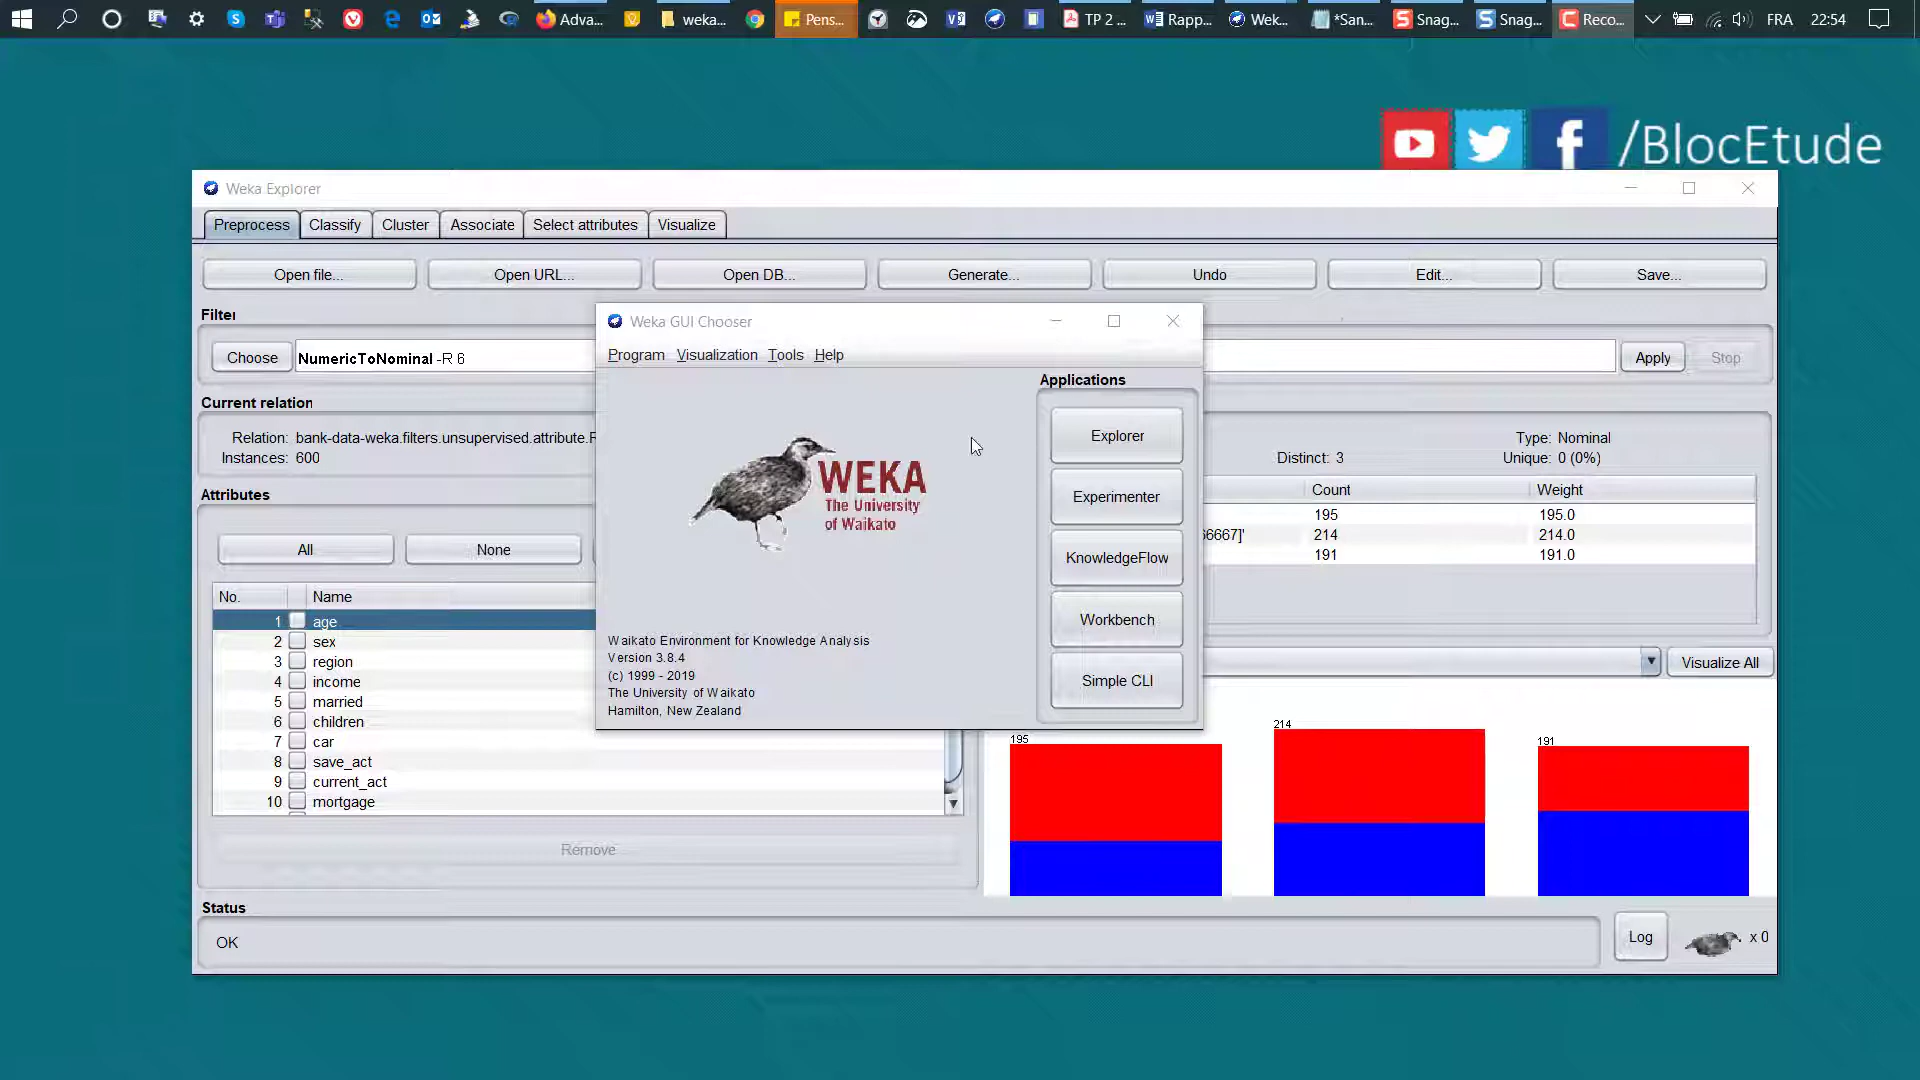 Adva...
weka...
Pens...
TP 2 ...
Rapp...
Wek...
*San...
Snag...
Snag...
Reco...
FRA
22:54
/BlocEtude
Weka Explorer
Preprocess Classify Cluster Associate Select attributes Visualize
Open file... Open URL... Open DB... Generate... Undo Edit... Save...
Filter
Choose NumericToNominal -R 6 Apply Stop
Current relation
Relation: bank-data-weka.filters.unsupervised.attribute.R
Instances: 600
Attributes
All None
No. Name
1 age
2 sex
3 region
4 income
5 married
6 children
7 car
8 save_act
9 current_act
10 mortgage
Remove
Weka GUI Chooser
Program Visualization Tools Help
WEKA
The University
of Waikato
Waikato Environment for Knowledge Analysis
Version 3.8.4
(c) 1999 - 2019
The University of Waikato
Hamilton, New Zealand
Applications
Explorer
Experimenter
KnowledgeFlow
Workbench
Simple CLI
Type: Nominal
Distinct: 3 Unique: 0 (0%)
Count Weight
195 195.0
6667]' 214 214.0
191 191.0
Visualize All
195
214
191
Status
OK
Log
x 0